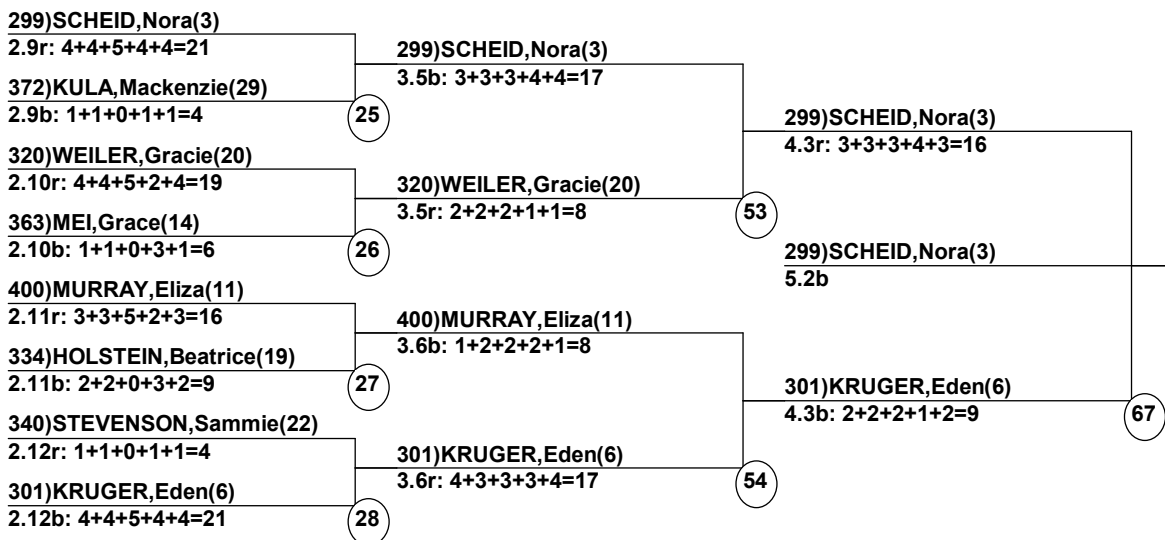 299)SCHEID,Nora(3)
2.9r: 4+4+5+4+4=21
372)KULA,Mackenzie(29)
2.9b: 1+1+0+1+1=4
25
320)WEILER,Gracie(20)
2.10r: 4+4+5+2+4=19
363)MEI,Grace(14)
2.10b: 1+1+0+3+1=6
26
400)MURRAY,Eliza(11)
2.11r: 3+3+5+2+3=16
334)HOLSTEIN,Beatrice(19)
2.11b: 2+2+0+3+2=9
27
340)STEVENSON,Sammie(22)
2.12r: 1+1+0+1+1=4
301)KRUGER,Eden(6)
2.12b: 4+4+5+4+4=21
28
299)SCHEID,Nora(3)
3.5b: 3+3+3+4+4=17
320)WEILER,Gracie(20)
3.5r: 2+2+2+1+1=8
53
400)MURRAY,Eliza(11)
3.6b: 1+2+2+2+1=8
301)KRUGER,Eden(6)
3.6r: 4+3+3+3+4=17
54
299)SCHEID,Nora(3)
4.3r: 3+3+3+4+3=16
301)KRUGER,Eden(6)
4.3b: 2+2+2+1+2=9
67
299)SCHEID,Nora(3)
5.2b